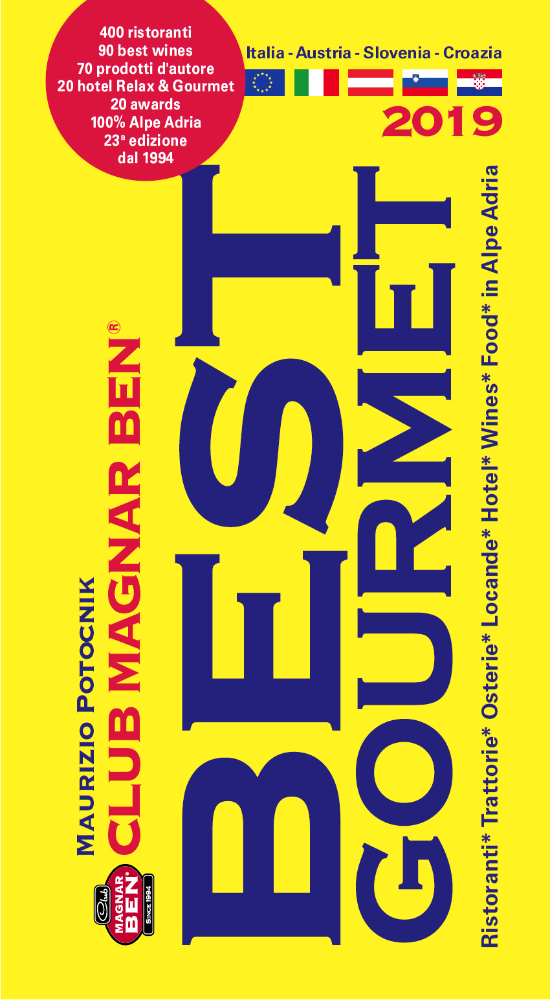 400 ristoranti
90 best wines
70 prodotti d'autore
20 hotel Relax & Gourmet
20 awards
100% Alpe Adria
23ª edizione
dal 1994
Italia - Austria - Slovenia - Croazia
2019
MAURIZIO POTOCNIK
CLUB MAGNAR BEN®
BEST
GOURMET
Ristoranti* Trattorie* Osterie* Locande* Hotel* Wines* Food* in Alpe Adria
Club
MAGNAR
BEN®
SINCE 1994